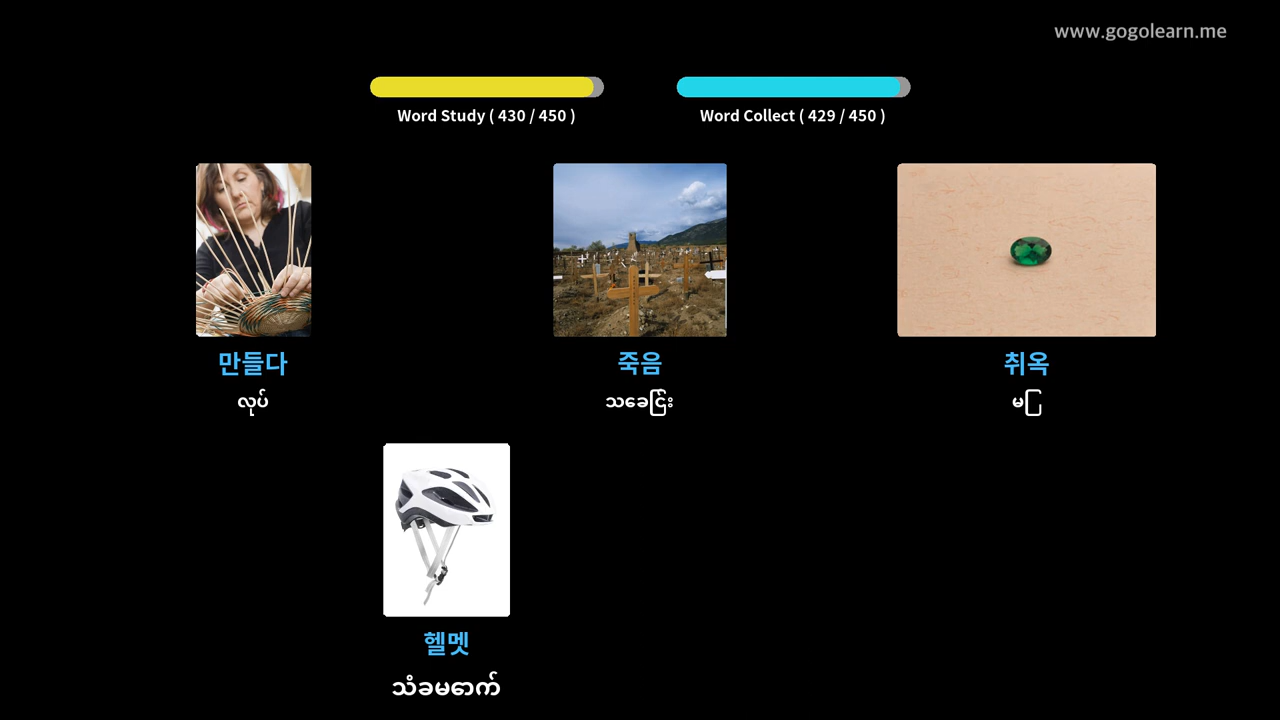 www.gogolearn.me
Word Study ( 430 / 450 )
Word Collect ( 429 / 450 )
만들다
죽음
취옥
လုပ်
သခေငြ်း
မြ
헬멧
သံခမောက်